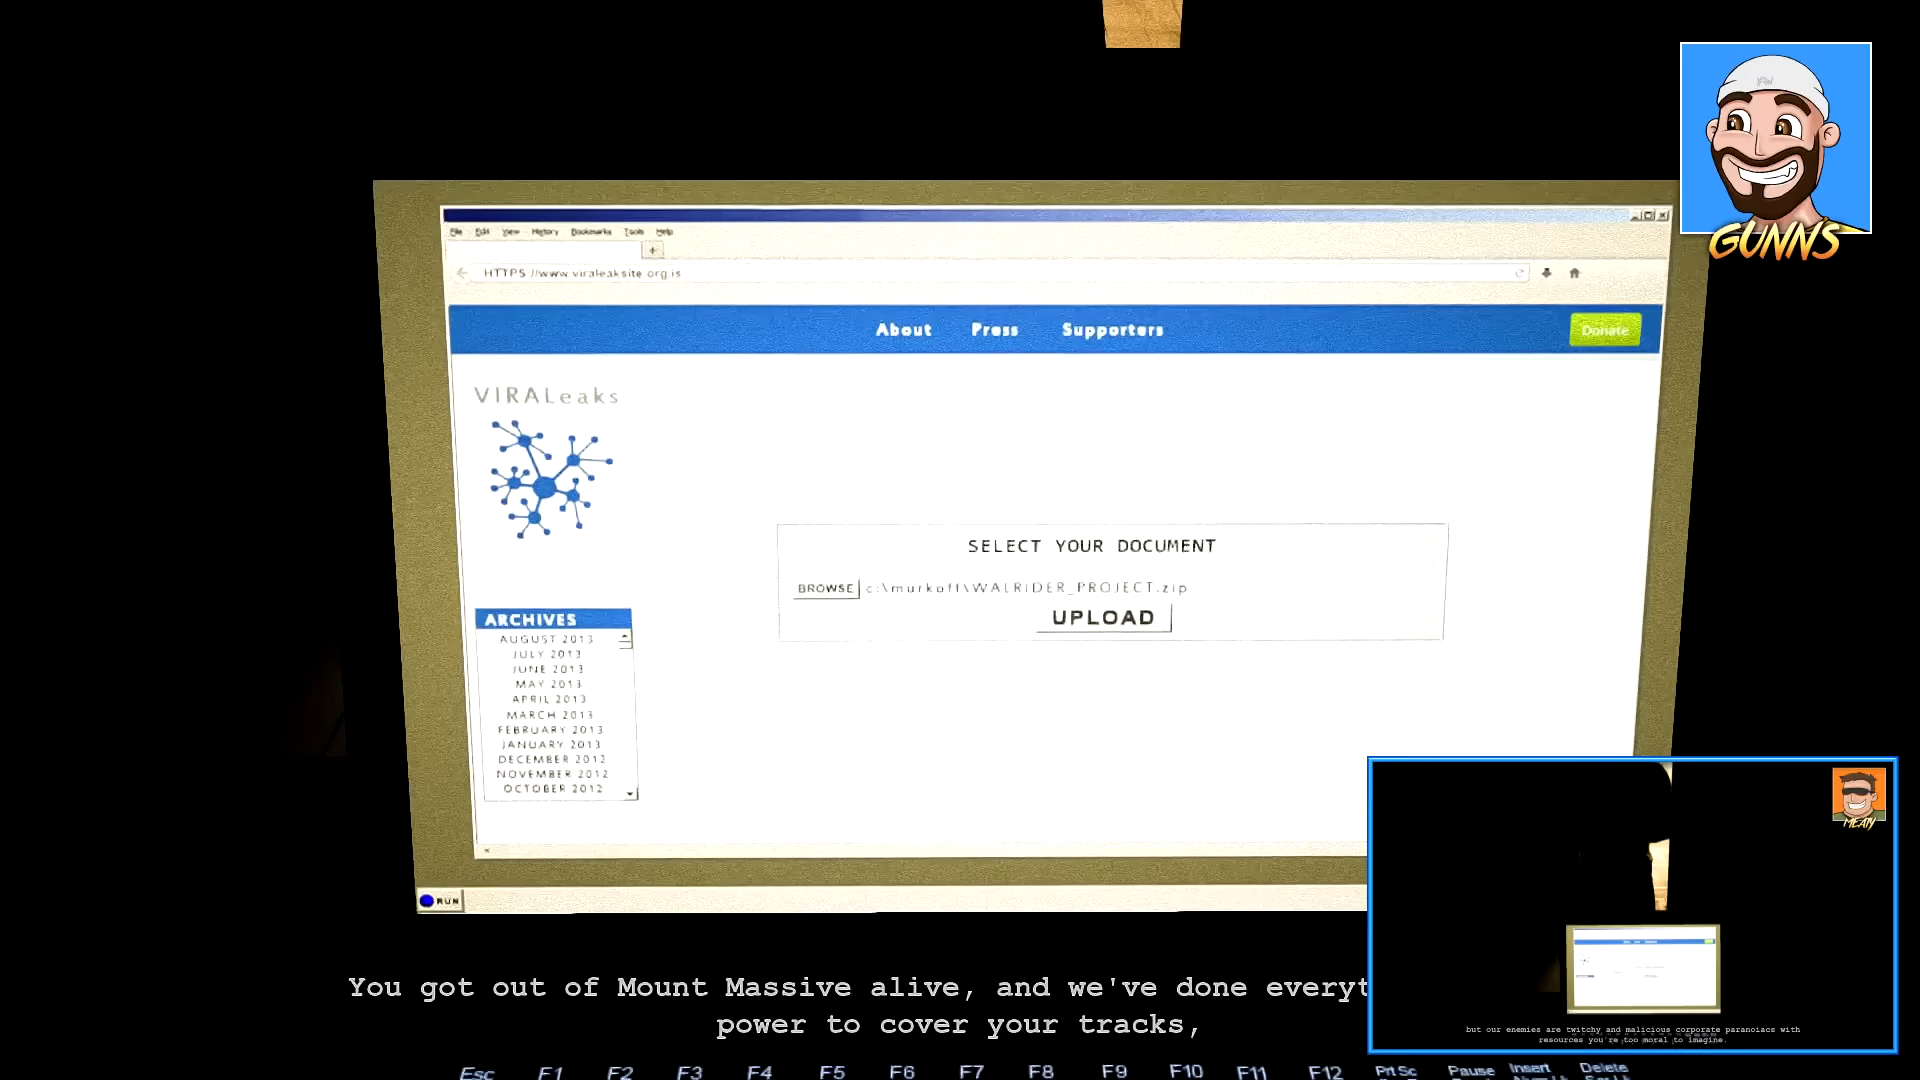 YAW
GUNNS
File Edit View History Bookmarks Tools Help
+
HTTPS //www.viraleaksite.org.is
About Press Supporters
Donate
VIRALeaks
SELECT YOUR DOCUMENT
BROWSE c:\murkoff\WALRIDER_PROJECT.zip
UPLOAD
ARCHIVES
AUGUST 2013
JULY 2013
JUNE 2013
MAY 2013
APRIL 2013
MARCH 2013
FEBRUARY 2013
JANUARY 2013
DECEMBER 2012
NOVEMBER 2012
OCTOBER 2012
RUN
MEATY
You got out of Mount Massive alive, and we've done everyt
power to cover your tracks,
but our enemies are twitchy and malicious corporate paranoiacs with
resources you're too moral to imagine.
Esc F1 F2 F3 F4 F5 F6 F7 F8 F9 F10 F11 F12 Prt Sc Pause Insert Delete